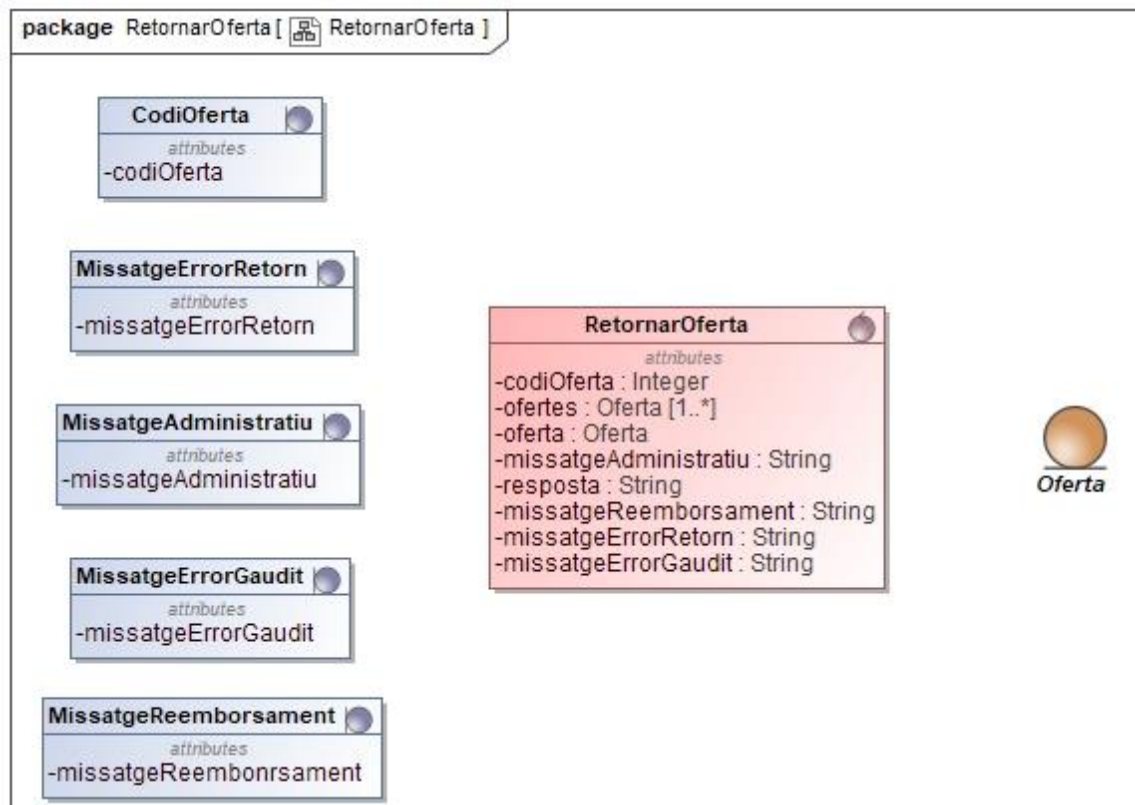 package RetornarOferta [ RetornarOferta ]
CodiOferta
attributes
-codiOferta
MissatgeErrorRetorn
attributes
-missatgeErrorRetorn
MissatgeAdministratiu
attributes
-missatgeAdministratiu
MissatgeErrorGaudit
attributes
-missatgeErrorGaudit
MissatgeReemborsament
attributes
-missatgeReembonrsament
RetornarOferta
attributes
-codiOferta : Integer
-ofertes : Oferta [1..*]
-oferta : Oferta
-missatgeAdministratiu : String
-resposta : String
-missatgeReemborsament : String
-missatgeErrorRetorn : String
-missatgeErrorGaudit : String
Oferta